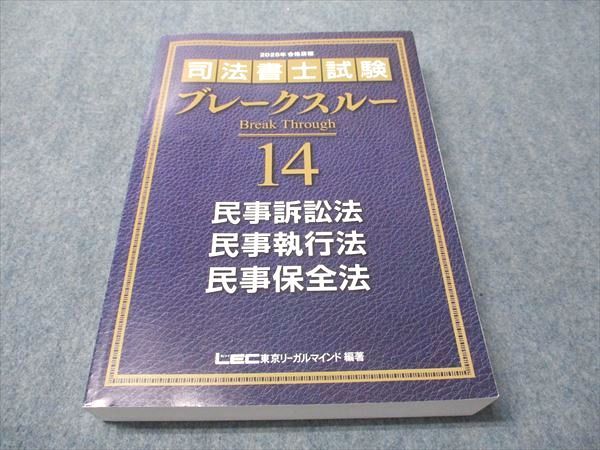 2025年 合格目標
司法書士試験
ブレークスルー
Break Through
14
民事訴訟法
民事執行法
民事保全法
LEC東京リーガルマインド 編著